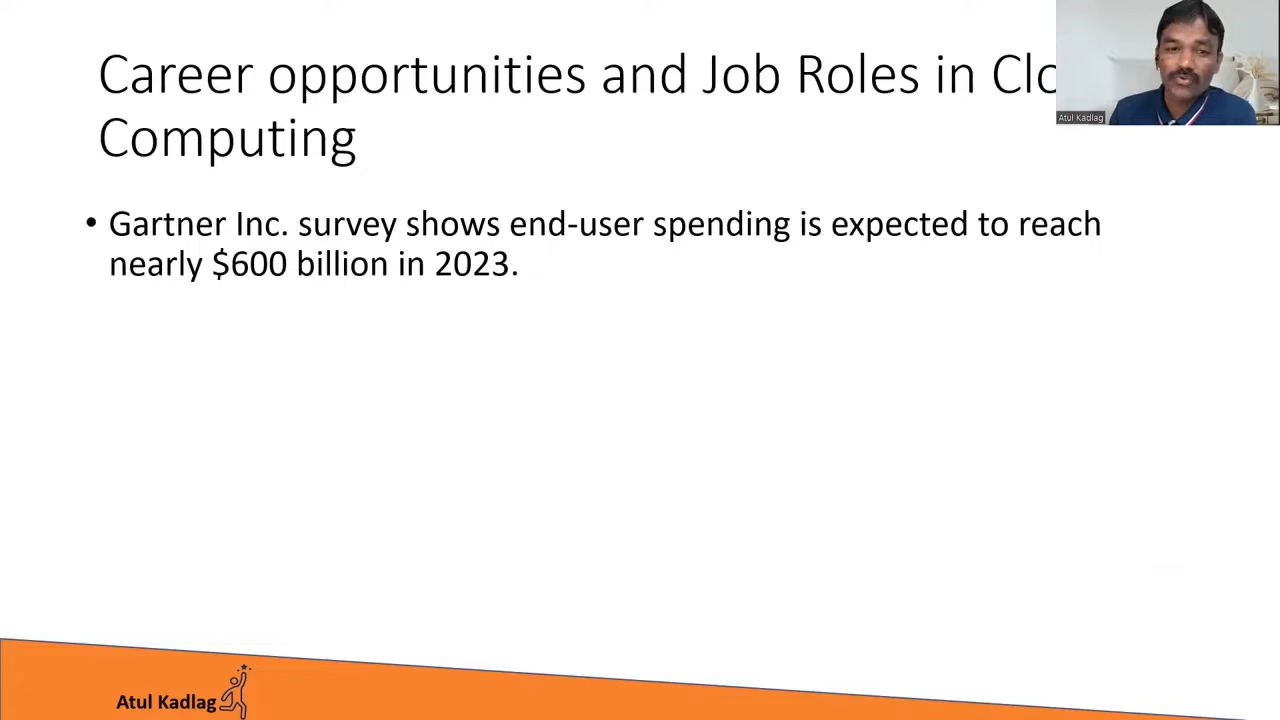 Career opportunities and Job Roles in Clo
Computing
Atul Kadlag
• Gartner Inc. survey shows end-user spending is expected to reach
nearly $600 billion in 2023.
Atul Kadlag